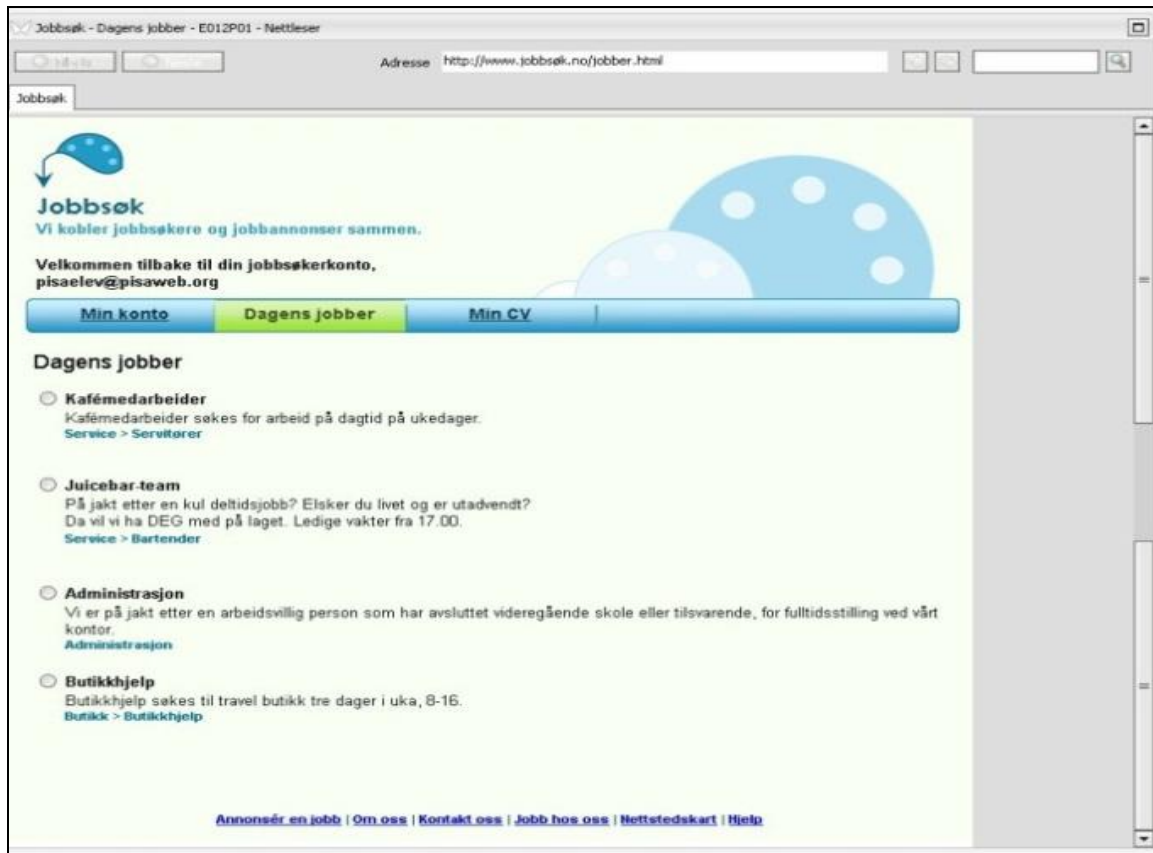 Jobbsøk - Dagens jobber - E012P01 - Nettleser
Adresse http://www.jobbsøk.no/jobber.html
Jobbsøk
Jobbsøk
Vi kobler jobbsøkere og jobbannonser sammen.
Velkommen tilbake til din jobbsøkerkonto,
pisaelev@pisaweb.org
Min konto Dagens jobber Min CV
Dagens jobber
Kafémedarbeider
Kafémedarbeider søkes for arbeid på dagtid på ukedager.
Service > Servitører
Juicebar-team
På jakt etter en kul deltidsjobb? Elsker du livet og er utadvendt?
Da vil vi ha DEG med på laget. Ledige vakter fra 17.00.
Service > Bartender
Administrasjon
Vi er på jakt etter en arbeidsvillig person som har avsluttet videregående skole eller tilsvarende, for fulltidsstilling ved vårt
kontor.
Administrasjon
Butikkhjelp
Butikkhjelp søkes til travel butikk tre dager i uka, 8-16.
Butikk > Butikkhjelp
Annonsér en jobb | Om oss | Kontakt oss | Jobb hos oss | Nettstedskart | Hjelp